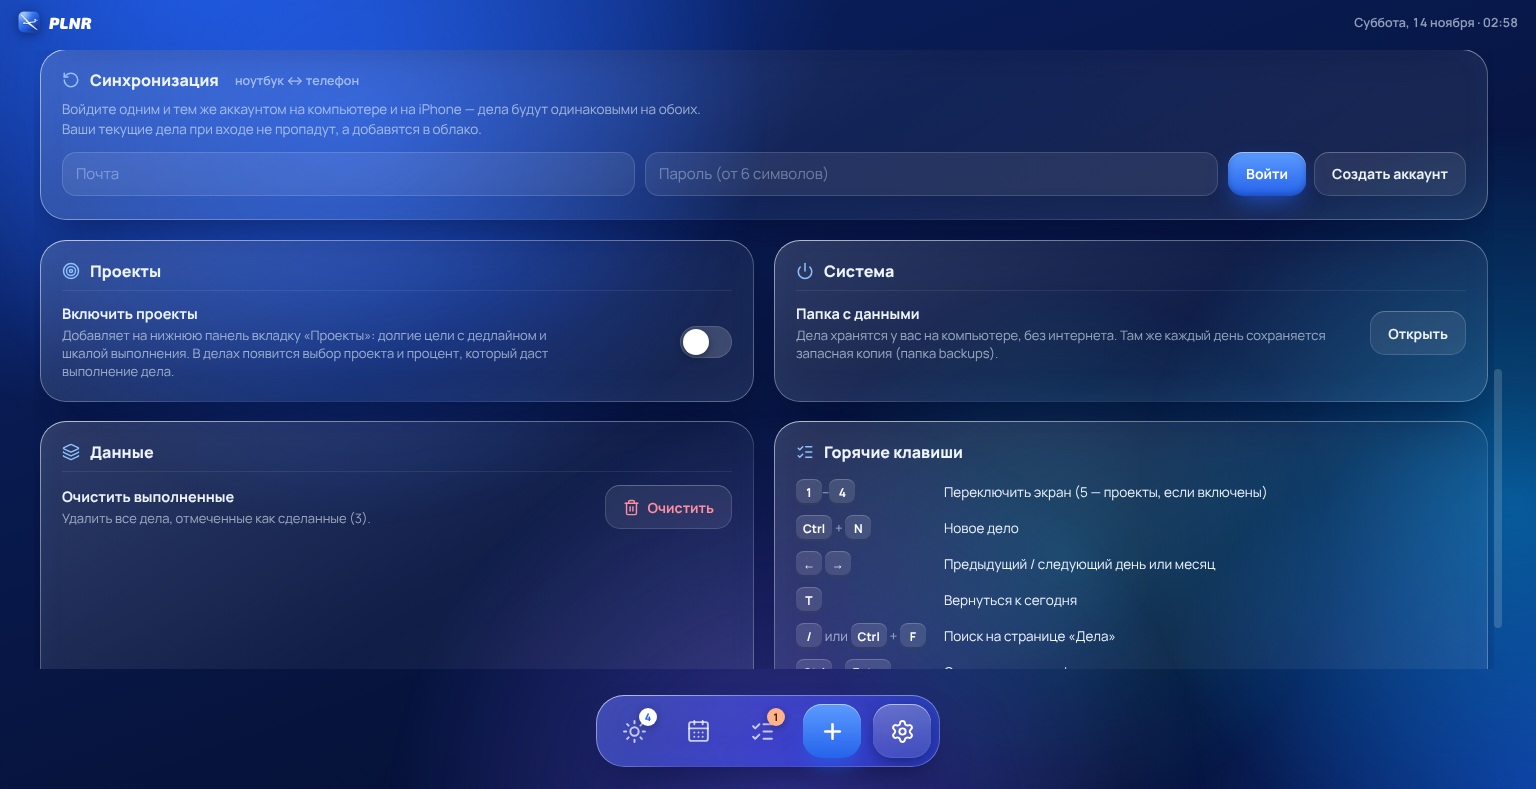 PLNR
Суббота, 14 ноября · 02:58
Синхронизация ноутбук ↔ телефон
Войдите одним и тем же аккаунтом на компьютере и на iPhone — дела будут одинаковыми на обоих.
Ваши текущие дела при входе не пропадут, а добавятся в облако.
Почта
Пароль (от 6 символов)
Войти
Создать аккаунт
Проекты
Включить проекты
Добавляет на нижнюю панель вкладку «Проекты»: долгие цели с дедлайном и
шкалой выполнения. В делах появится выбор проекта и процент, который даст
выполнение дела.
Система
Папка с данными
Дела хранятся у вас на компьютере, без интернета. Там же каждый день сохраняется
запасная копия (папка backups).
Открыть
Данные
Очистить выполненные
Удалить все дела, отмеченные как сделанные (3).
Очистить
Горячие клавиши
1 – 4 Переключить экран (5 — проекты, если включены)
Ctrl + N Новое дело
← → Предыдущий / следующий день или месяц
T Вернуться к сегодня
/ или Ctrl + F Поиск на странице «Дела»
4
1